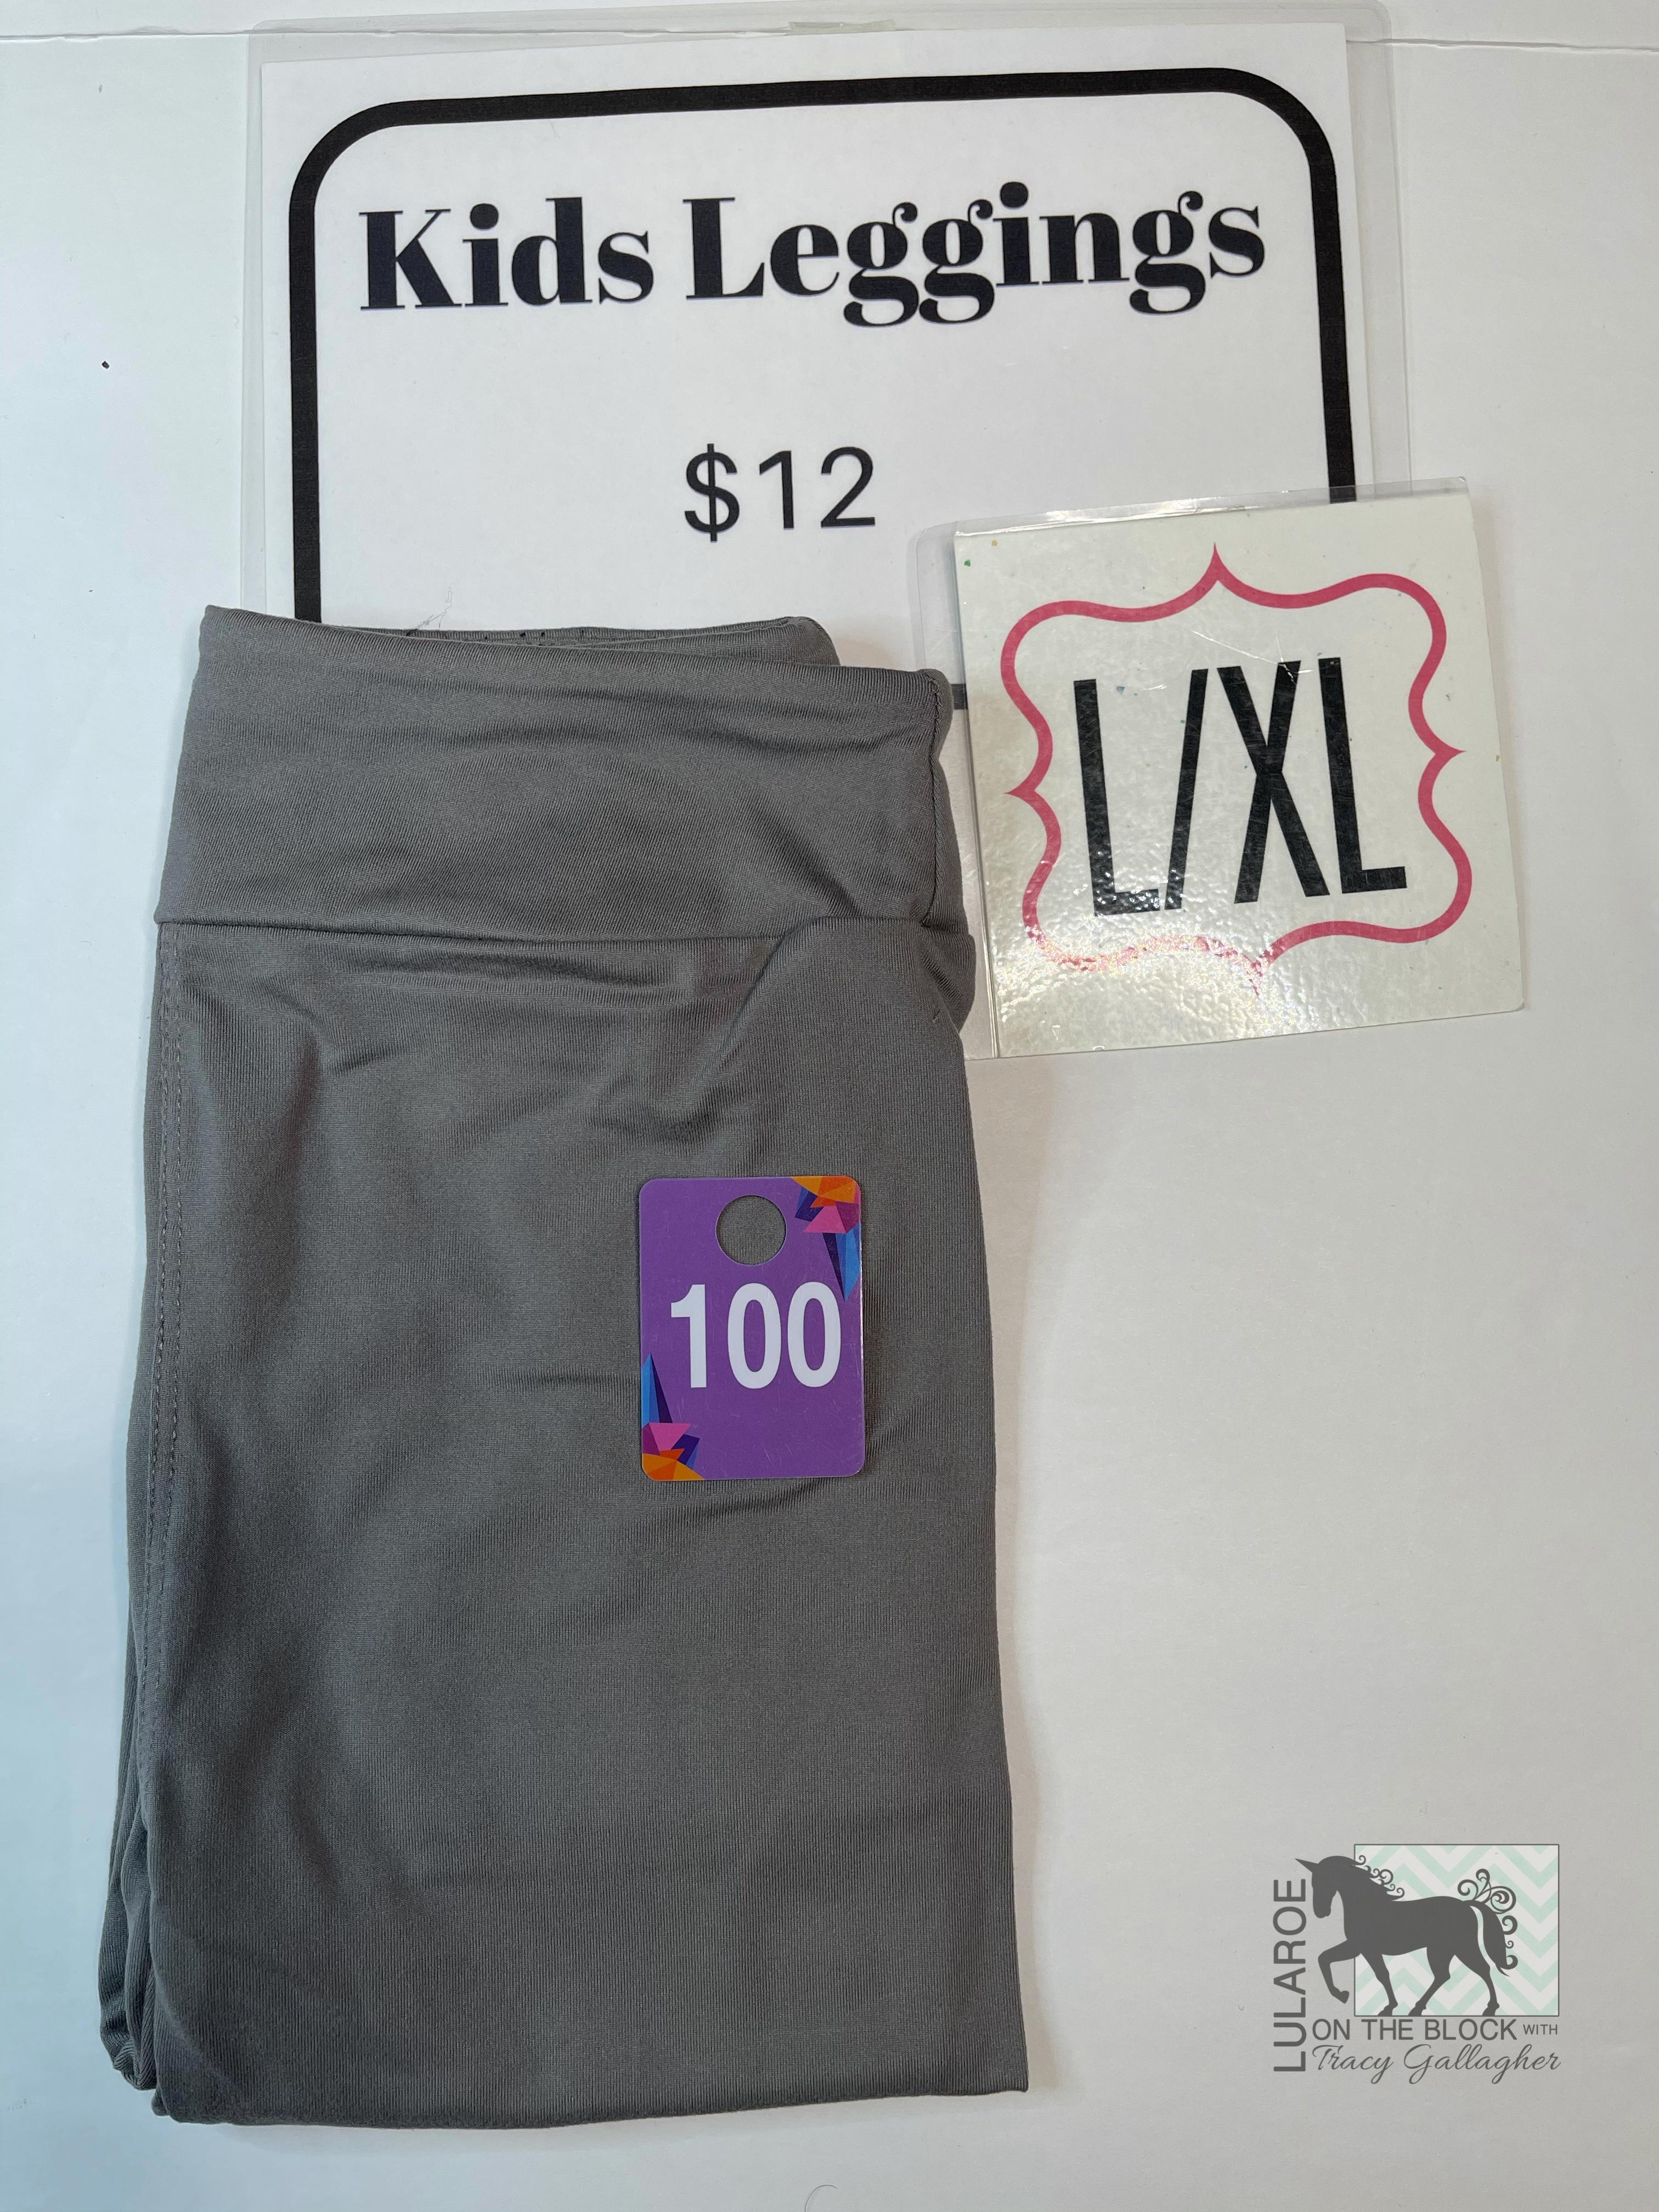 Kids Leggings
$12
L/XL
100
LULAROE
ON THE BLOCK WITH
Tracy Gallagher